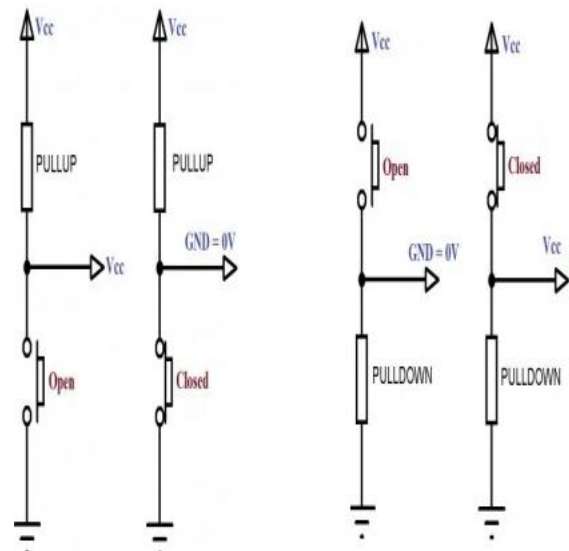 Vcc
PULLUP
Vcc
Open
Vcc
PULLUP
GND = 0V
Closed
Vcc
Open
GND = 0V
PULLDOWN
Vcc
Closed
Vcc
PULLDOWN